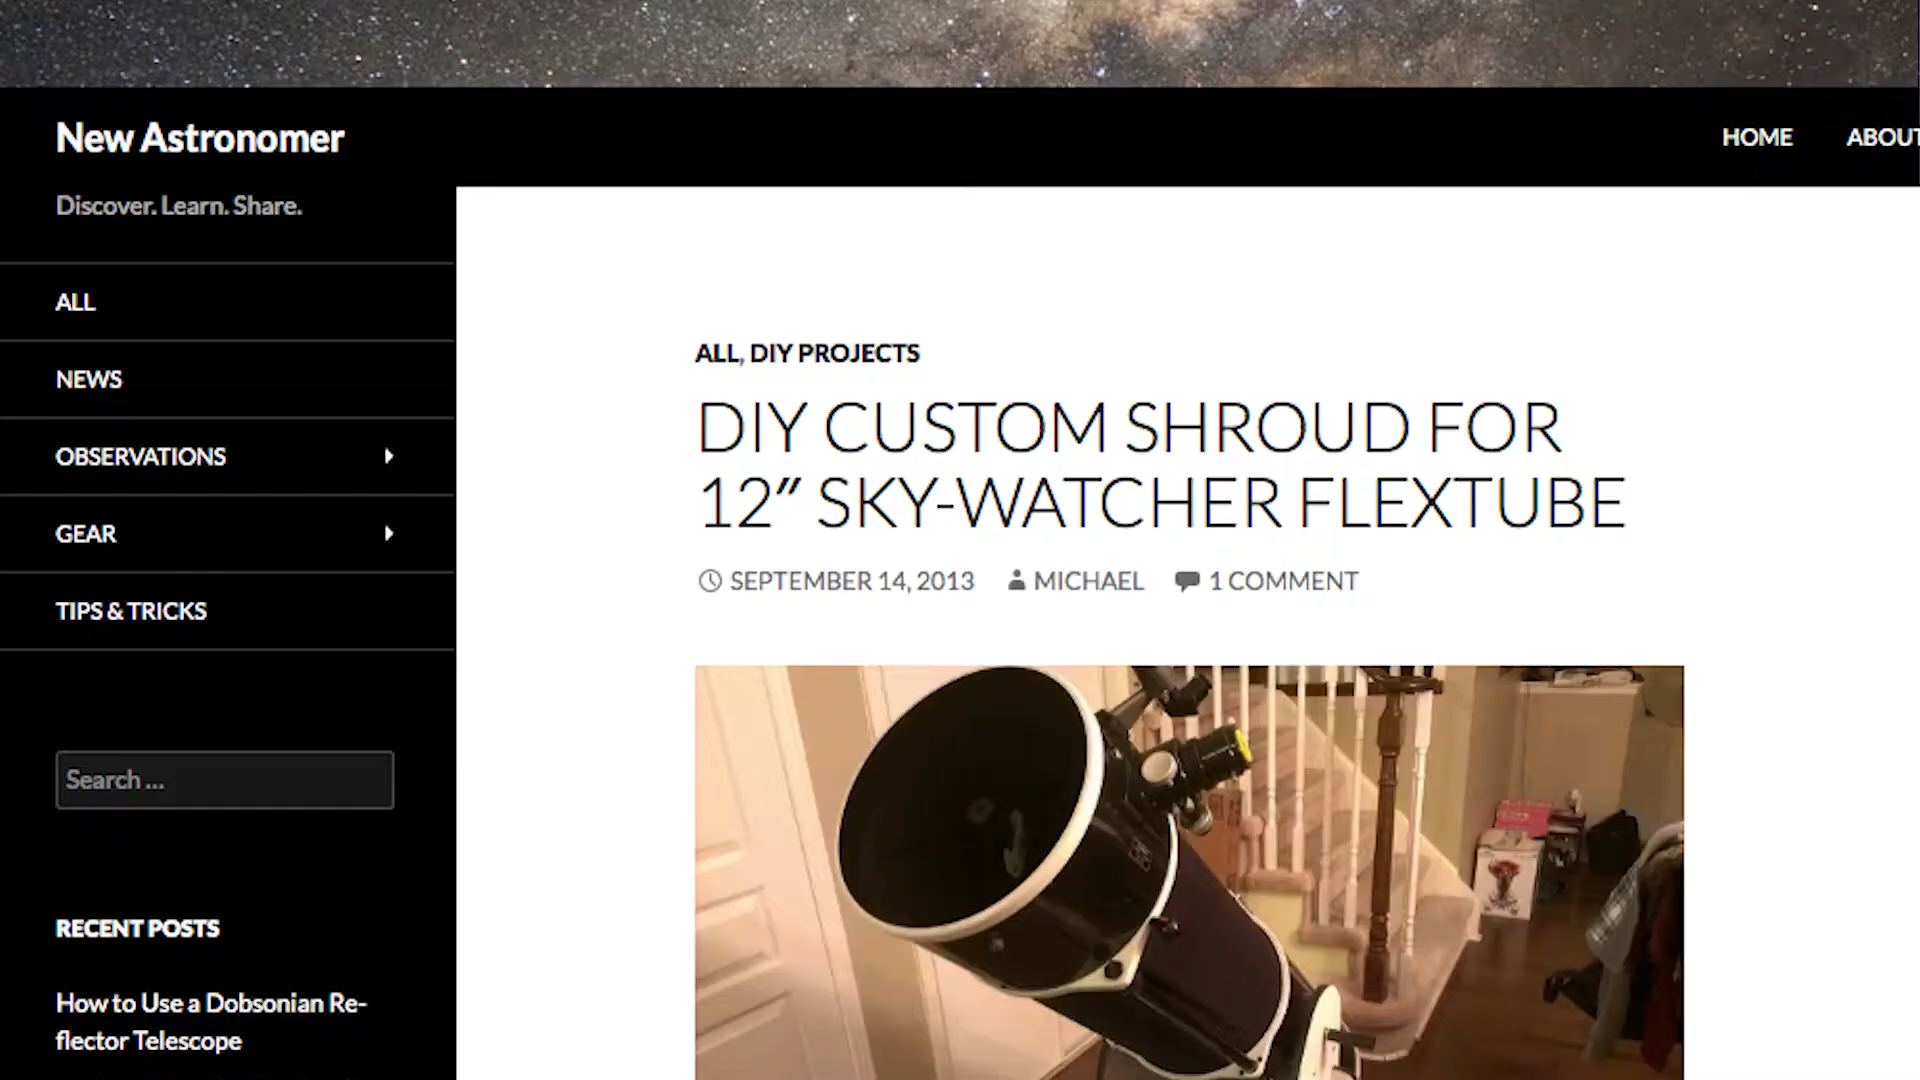 New Astronomer
HOME
ABOUT
Discover. Learn. Share.
ALL
NEWS
OBSERVATIONS
GEAR
TIPS & TRICKS
Search ...
RECENT POSTS
How to Use a Dobsonian Re-
flector Telescope
ALL, DIY PROJECTS
DIY CUSTOM SHROUD FOR
12″ SKY-WATCHER FLEXTUBE
SEPTEMBER 14, 2013 MICHAEL 1 COMMENT